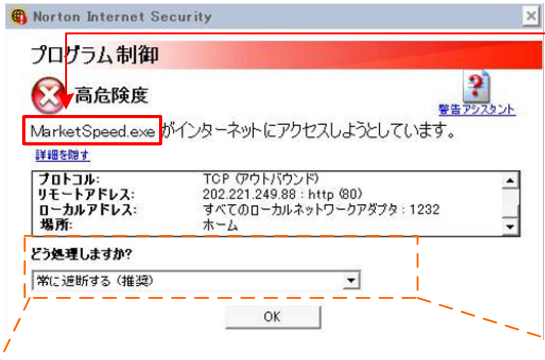 Norton Internet Security
プログラム制御
高危険度
警告アシスタント
MarketSpeed.exe がインターネットにアクセスしようとしています。
詳細を隠す
プロトコル: TCP (アウトバウンド)
リモートアドレス: 202.221.249.88 : http (80)
ローカルアドレス: すべてのローカルネットワークアダプタ : 1232
場所: ホーム
どう処理しますか?
常に遮断する (推奨)
OK